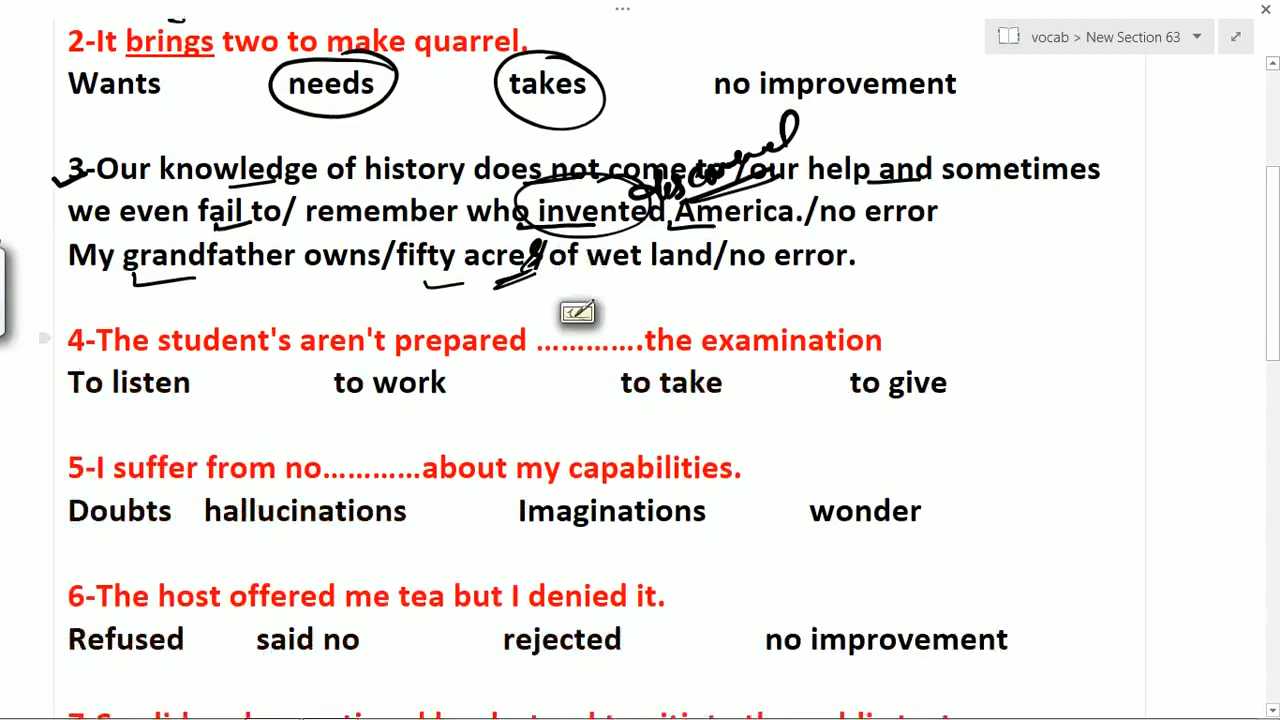 vocab > New Section 63
2-It brings two to make quarrel.
Wants needs takes no improvement
discovered
3-Our knowledge of history does not come to /our help and sometimes
we even fail to/ remember who invented America./no error
My grandfather owns/fifty acres/of wet land/no error.
4-The student's aren't prepared ………….the examination
To listen to work to take to give
5-I suffer from no…………about my capabilities.
Doubts hallucinations Imaginations wonder
6-The host offered me tea but I denied it.
Refused said no rejected no improvement